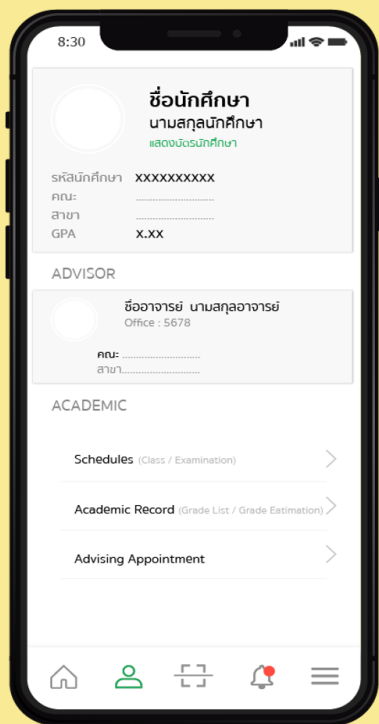 8:30
ชื่อนักศึกษา
นามสกุลนักศึกษา
แสดงบัตรนักศึกษา
รหัสนักศึกษา XXXXXXXXXX
คณะ ............................
สาขา ............................
GPA X.XX
ADVISOR
ชื่ออาจารย์ นามสกุลอาจารย์
Office : 5678
คณะ ............................
สาขา............................
ACADEMIC
Schedules (Class / Examination)
Academic Record (Grade List / Grade Eatimation)
Advising Appointment